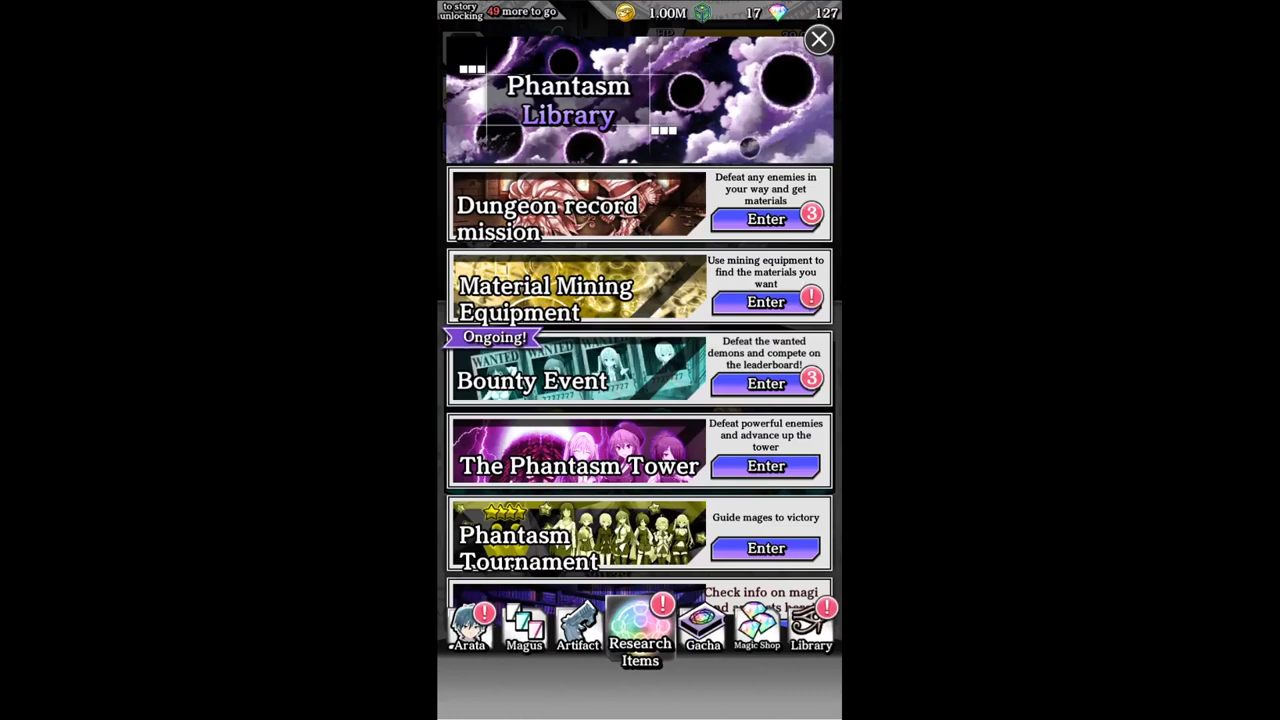 to story
unlocking
49 more to go
1.00M
17
127
Phantasm
Library
Dungeon record
mission
Defeat any enemies in
your way and get
materials
Enter
3
Material Mining
Equipment
Use mining equipment to
find the materials you
want
Enter
!
Ongoing!
WANTED WANTED WANTED
Bounty Event
Defeat the wanted
demons and compete on
the leaderboard!
Enter
3
The Phantasm Tower
Defeat powerful enemies
and advance up the
tower
Enter
Phantasm
Tournament
Guide mages to victory
Enter
Check info on magi
!
!
!
Arata
Magus
Artifact
Research
Items
Gacha
Magic Shop
Library